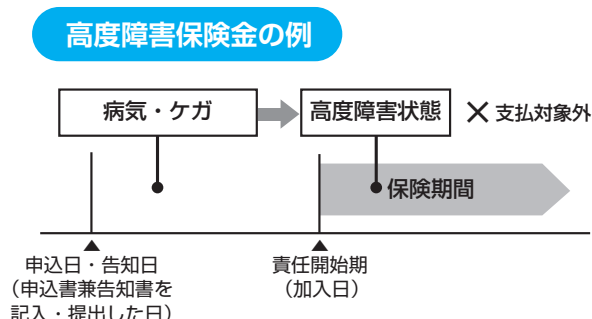 高度障害保険金の例
病気・ケガ
高度障害状態
×支払対象外
保険期間
申込日・告知日
（申込書兼告知書を
記入・提出した日）
責任開始期
（加入日）